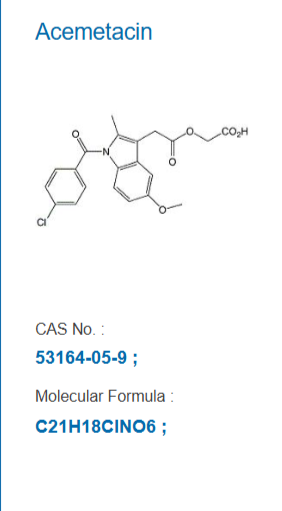 Acemetacin
O
O
CO₂H
N
O
Cl
O
CAS No. :
53164-05-9 ;
Molecular Formula :
C21H18ClNO6 ;